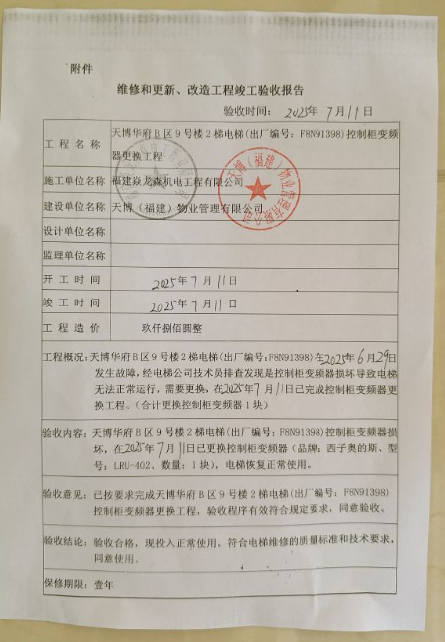 附件
维修和更新、改造工程竣工验收报告
验收时间：2025年7月11日
工程名称 天博华府B区9号楼2梯电梯(出厂编号：F8N91398)控制柜变频
器更换工程
施工单位名称 福建焱龙森机电工程有限公司
建设单位名称 天博（福建）物业管理有限公司
设计单位名称
监理单位名称
开工时间 2025年7月11日
竣工时间 2025年7月11日
工程造价 玖仟捌佰圆整
工程概况：天博华府B区9号楼2梯电梯(出厂编号：F8N91398)在2025年6月29日
发生故障，经电梯公司技术员排查发现是控制柜变频器损坏导致电梯
无法正常运行，需要更换，在2025年7月11日已完成控制柜变频器更
换工程。（合计更换控制柜变频器1块）
验收内容：天博华府B区9号楼2梯电梯(出厂编号：F8N91398)控制柜变频器损
坏，在2025年7月11日已更换控制柜变频器（品牌：西子奥的斯、型
号：LRU-402、数量：1块），电梯恢复正常使用。
验收意见：已按要求完成天博华府B区9号楼2梯电梯(出厂编号：F8N91398)
控制柜变频器更换工程，验收程序有效符合规定要求，同意验收。
验收结论：验收合格，现投入正常使用。符合电梯维修的质量标准和技术要求，
同意使用．
保修期限：壹年